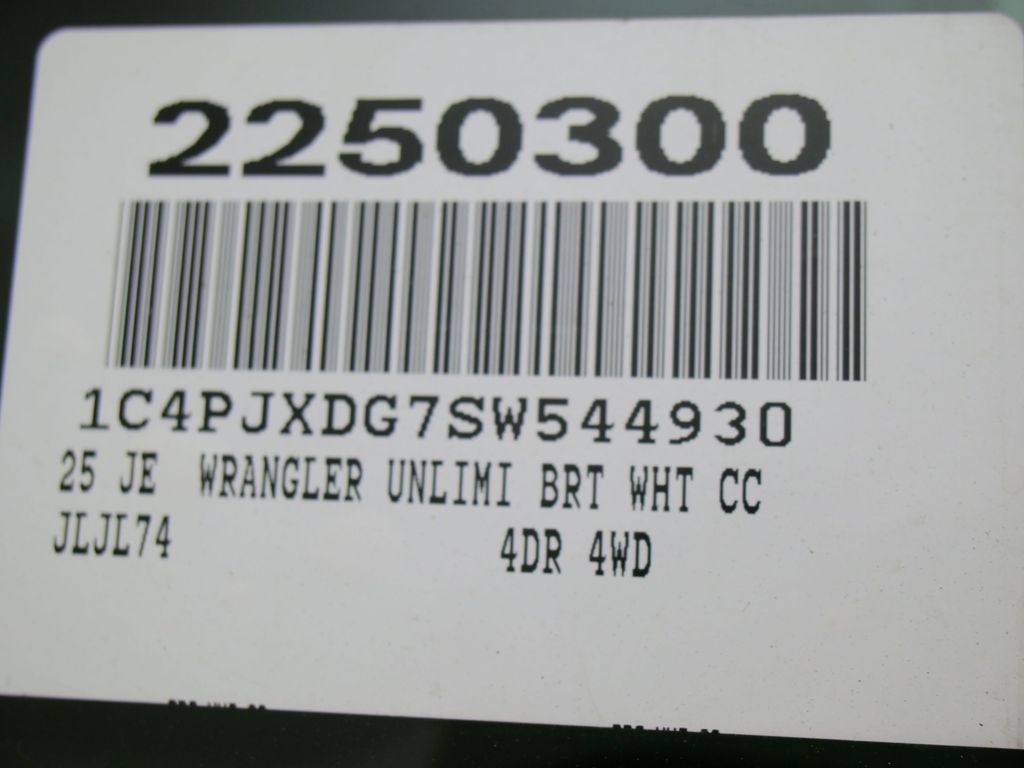 2250300
1C4PJXDG7SW544930
25 JE WRANGLER UNLIMI BRT WHT CC
JLJL74 4DR 4WD